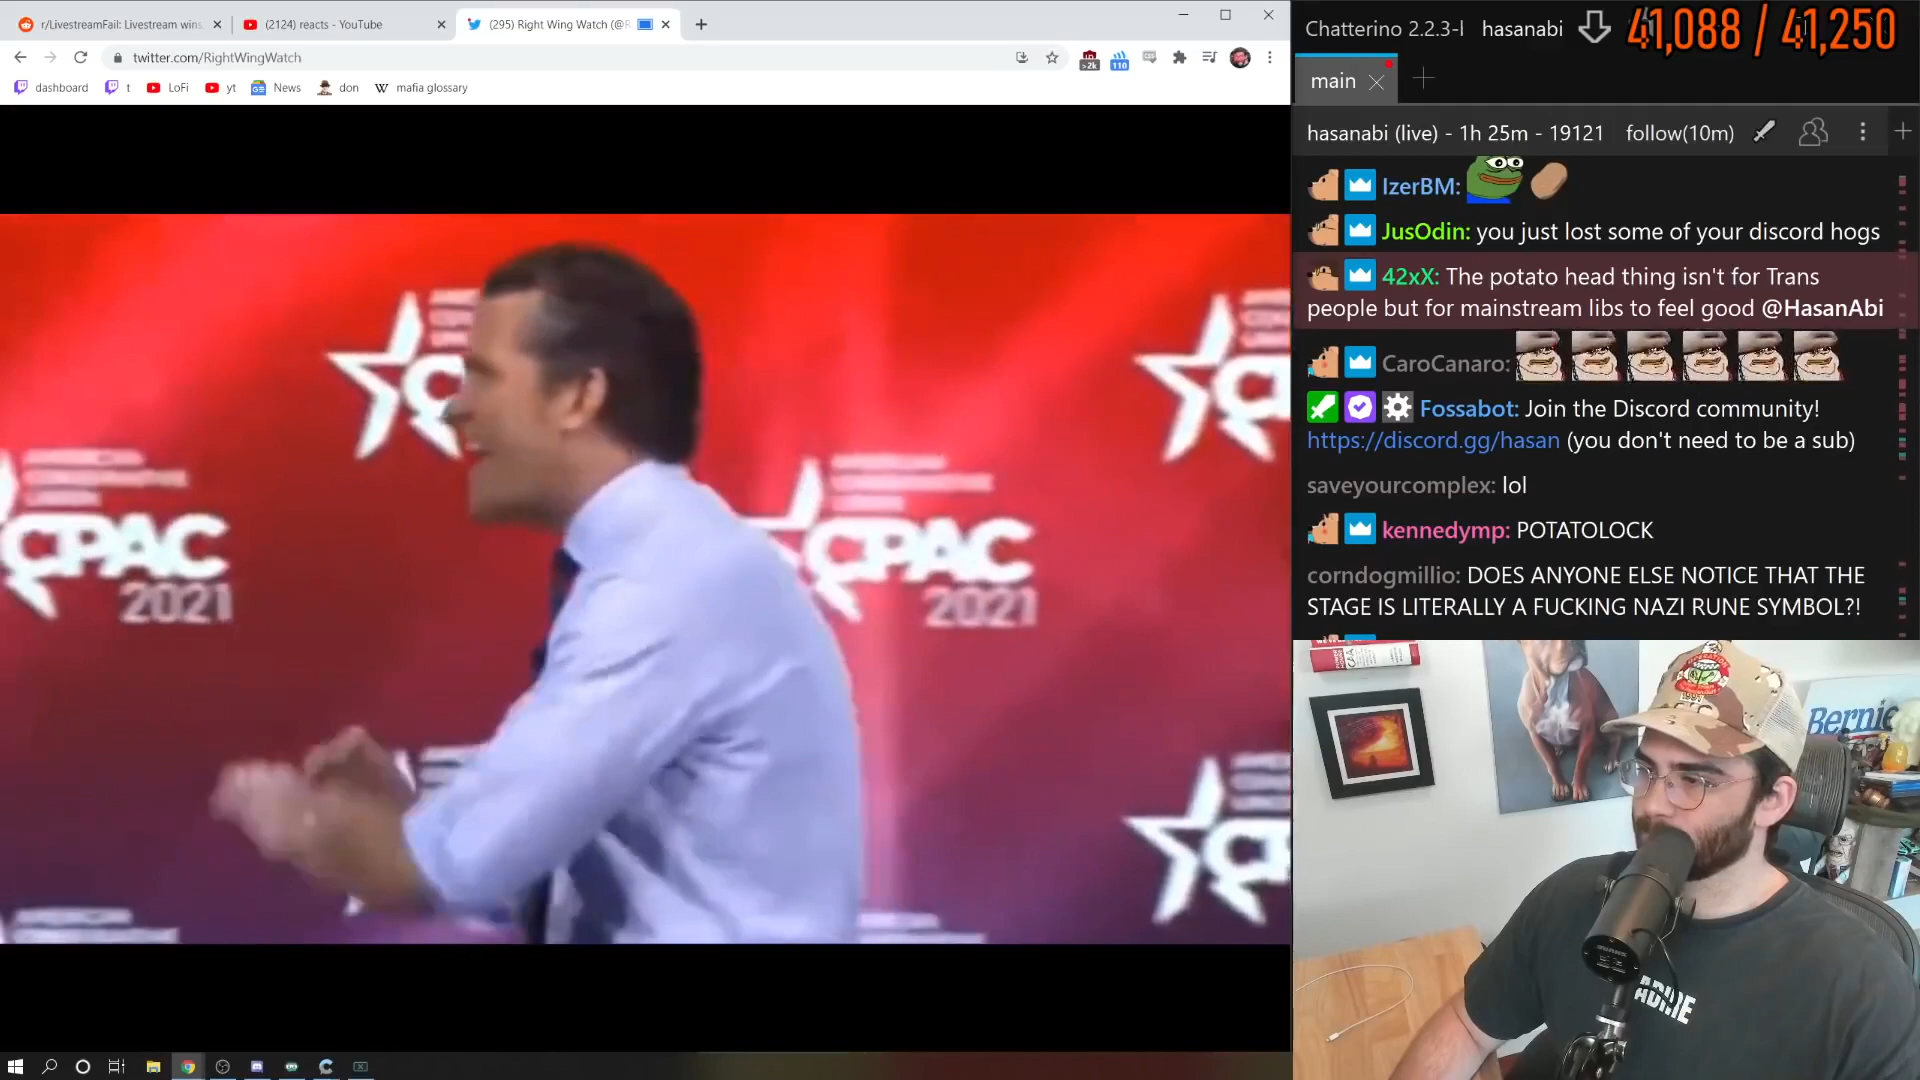 r/LivestreamFail: Livestream wins
(2124) reacts - YouTube
(295) Right Wing Watch (@R
twitter.com/RightWingWatch
>2k
110
dashboard
t
LoFi
yt
News
don
mafia glossary
CPAC
2021
CPAC
2021
Chatterino 2.2.3-l
hasanabi
41,088 / 41,250
main
hasanabi (live) - 1h 25m - 19121
follow(10m)
IzerBM:
JusOdin: you just lost some of your discord hogs
42xX: The potato head thing isn't for Trans
people but for mainstream libs to feel good @HasanAbi
CaroCanaro:
Fossabot: Join the Discord community!
https://discord.gg/hasan (you don't need to be a sub)
saveyourcomplex: lol
kennedymp: POTATOLOCK
corndogmillio: DOES ANYONE ELSE NOTICE THAT THE
STAGE IS LITERALLY A FUCKING NAZI RUNE SYMBOL?!
Bernie